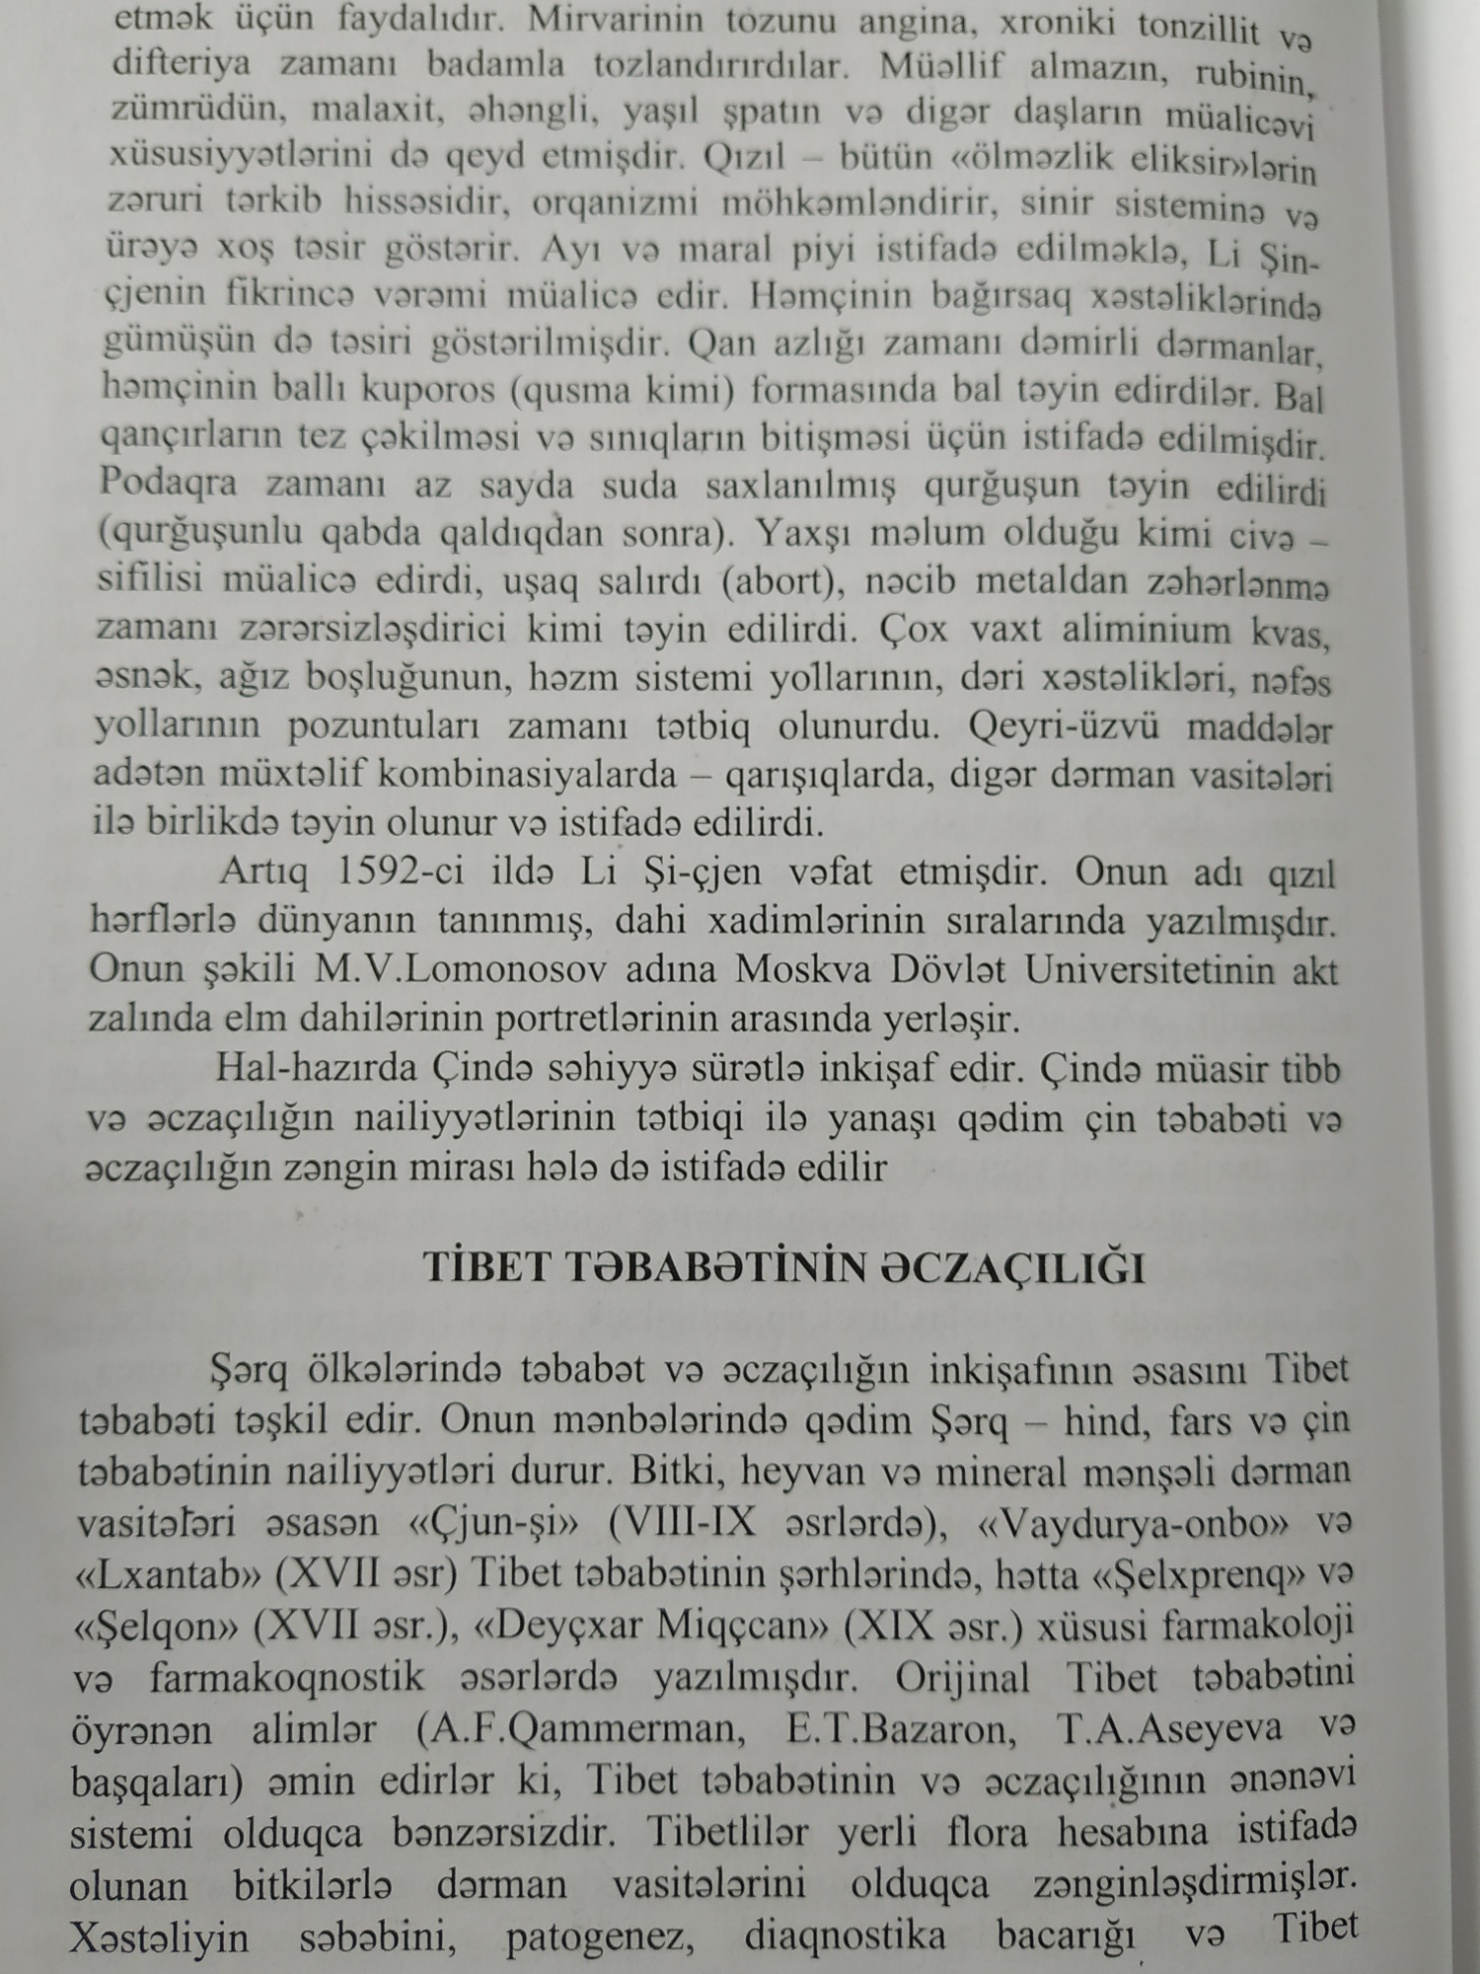 etmək üçün faydalıdır. Mirvarinin tozunu angina, xroniki tonzillit və
difteriya zamanı badamla tozlandırırdılar. Müəllif almazın, rubinin,
zümrüdün, malaxit, əhəngli, yaşıl şpatın və digər daşların müalicəvi
xüsusiyyətlərini də qeyd etmişdir. Qızıl – bütün «ölməzlik eliksir»lərin
zəruri tərkib hissəsidir, orqanizmi möhkəmləndirir, sinir sisteminə və
ürəyə xoş təsir göstərir. Ayı və maral piyi istifadə edilməklə, Li Şin-
çjenin fikrincə vərəmi müalicə edir. Həmçinin bağırsaq xəstəliklərində
gümüşün də təsiri göstərilmişdir. Qan azlığı zamanı dəmirli dərmanlar,
həmçinin ballı kuporos (qusma kimi) formasında bal təyin edirdilər. Bal
qançırların tez çəkilməsi və sınıqların bitişməsi üçün istifadə edilmişdir.
Podaqra zamanı az sayda suda saxlanılmış qurğuşun təyin edilirdi
(qurğuşunlu qabda qaldıqdan sonra). Yaxşı məlum olduğu kimi civə –
sifilisi müalicə edirdi, uşaq salırdı (abort), nəcib metaldan zəhərlənmə
zamanı zərərsizləşdirici kimi təyin edilirdi. Çox vaxt aliminium kvas,
əsnək, ağız boşluğunun, həzm sistemi yollarının, dəri xəstəlikləri, nəfəs
yollarının pozuntuları zamanı tətbiq olunurdu. Qeyri-üzvü maddələr
adətən müxtəlif kombinasiyalarda – qarışıqlarda, digər dərman vasitələri
ilə birlikdə təyin olunur və istifadə edilirdi.
Artıq 1592-ci ildə Li Şi-çjen vəfat etmişdir. Onun adı qızıl
hərflərlə dünyanın tanınmış, dahi xadimlərinin sıralarında yazılmışdır.
Onun şəkili M.V.Lomonosov adına Moskva Dövlət Universitetinin akt
zalında elm dahilərinin portretlərinin arasında yerləşir.
Hal-hazırda Çində səhiyyə sürətlə inkişaf edir. Çində müasir tibb
və əczaçılığın nailiyyətlərinin tətbiqi ilə yanaşı qədim çin təbabəti və
əczaçılığın zəngin mirası hələ də istifadə edilir
TİBET TƏBABƏTİNİN ƏCZAÇILIĞI
Şərq ölkələrində təbabət və əczaçılığın inkişafının əsasını Tibet
təbabəti təşkil edir. Onun mənbələrində qədim Şərq – hind, fars və çin
təbabətinin nailiyyətləri durur. Bitki, heyvan və mineral mənşəli dərman
vasitələri əsasən «Çjun-şi» (VIII-IX əsrlərdə), «Vaydurya-onbo» və
«Lxantab» (XVII əsr) Tibet təbabətinin şərhlərində, hətta «Şelxprenq» və
«Şelqon» (XVII əsr.), «Deyçxar Miqçcan» (XIX əsr.) xüsusi farmakoloji
və farmakoqnostik əsərlərdə yazılmışdır. Orijinal Tibet təbabətini
öyrənən alimlər (A.F.Qammerman, E.T.Bazaron, T.A.Aseyeva və
başqaları) əmin edirlər ki, Tibet təbabətinin və əczaçılığının ənənəvi
sistemi olduqca bənzərsizdir. Tibetlilər yerli flora hesabına istifadə
olunan bitkilərlə dərman vasitələrini olduqca zənginləşdirmişlər.
Xəstəliyin səbəbini, patogenez, diaqnostika bacarığı və Tibet